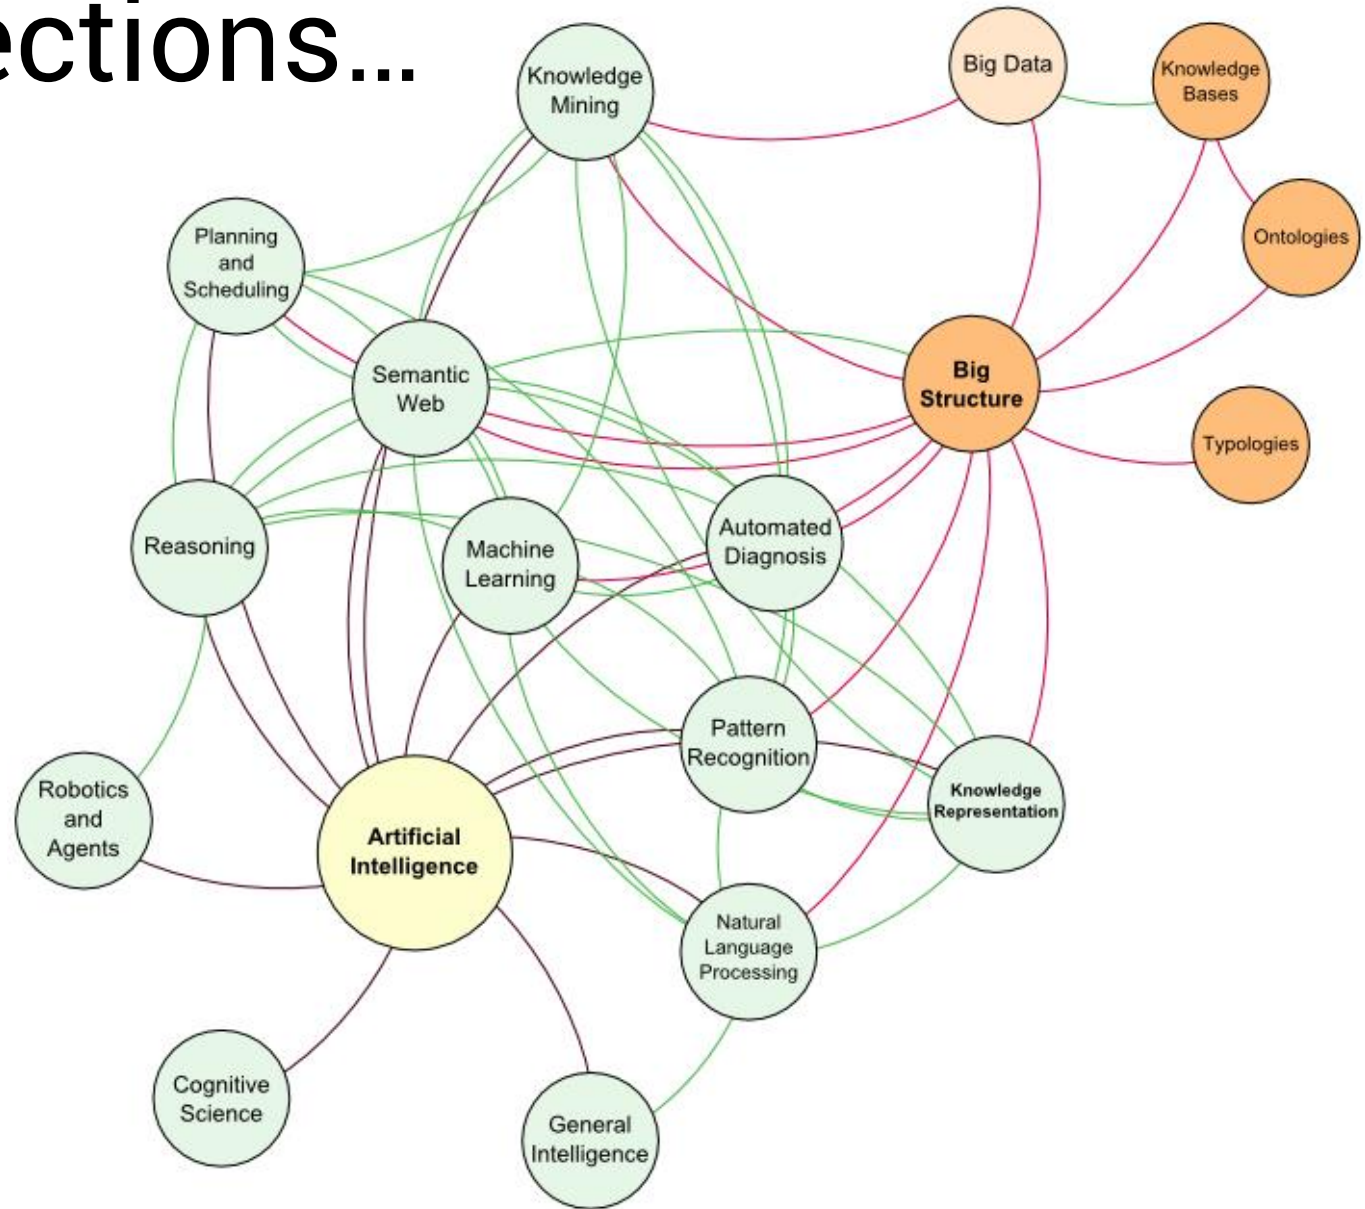 ections...
Knowledge
Mining
Big Data
Knowledge
Bases
Planning
and
Scheduling
Ontologies
Semantic
Web
Big
Structure
Typologies
Reasoning
Machine
Learning
Automated
Diagnosis
Pattern
Recognition
Knowledge
Representation
Robotics
and
Agents
Artificial
Intelligence
Natural
Language
Processing
Cognitive
Science
General
Intelligence